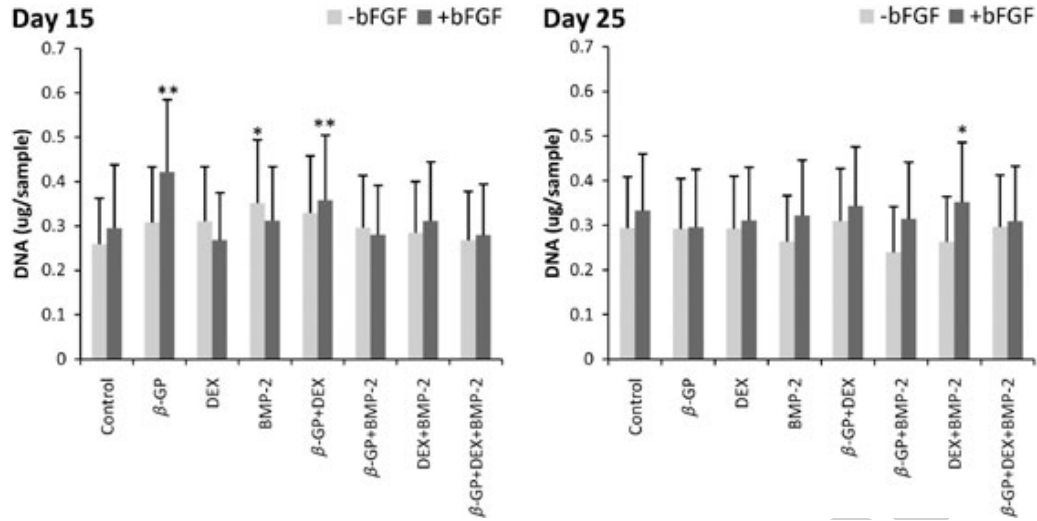 Day 15
-bFGF +bFGF
DNA (ug/sample)
0.7
0.6
0.5
0.4
0.3
0.2
0.1
0
**
*
**
Control
β-GP
DEX
BMP-2
β-GP+DEX
β-GP+BMP-2
DEX+BMP-2
β-GP+DEX+BMP-2
Day 25
-bFGF +bFGF
DNA (ug/sample)
0.7
0.6
0.5
0.4
0.3
0.2
0.1
0
*
Control
β-GP
DEX
BMP-2
β-GP+DEX
β-GP+BMP-2
DEX+BMP-2
β-GP+DEX+BMP-2